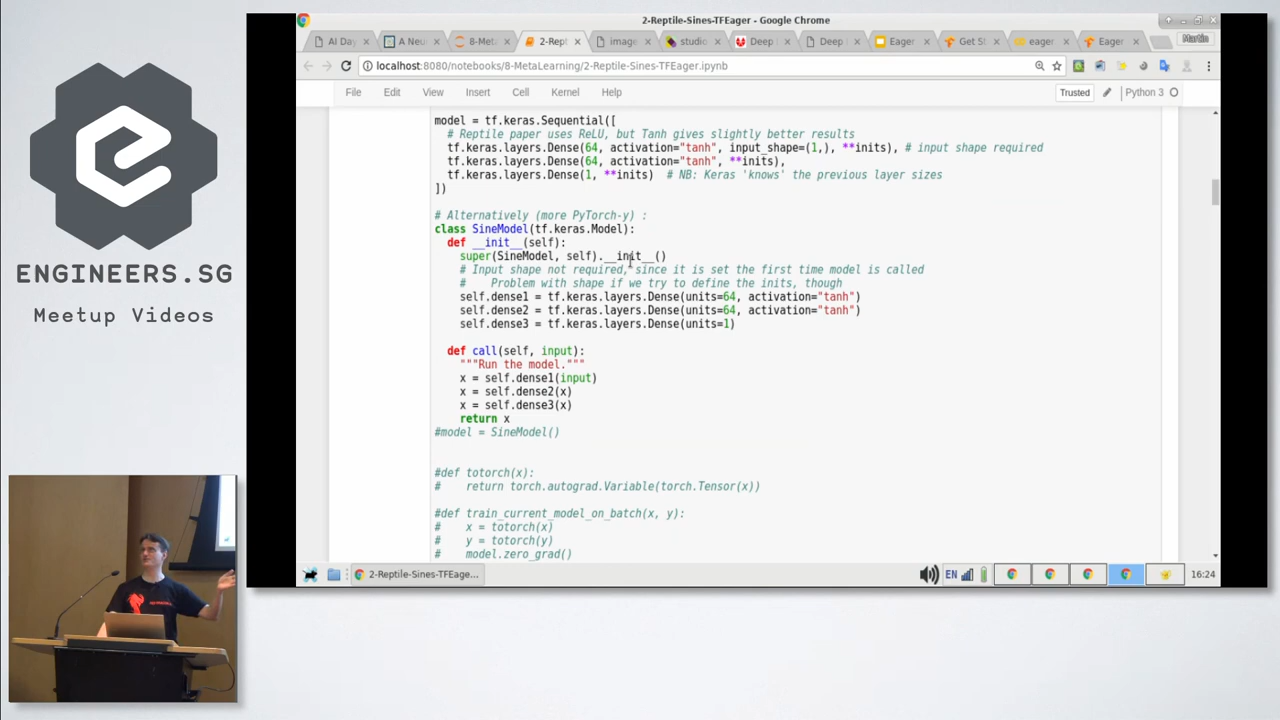 2-Reptile-Sines-TFEager - Google Chrome
AI Day
A Neu
8-Meta
2-Rept
image
studio
Deep L
Deep L
Eager
Get St
eager
Eager
Martin
localhost:8080/notebooks/8-MetaLearning/2-Reptile-Sines-TFEager.ipynb
File Edit View Insert Cell Kernel Help
Trusted
Python 3
model = tf.keras.Sequential([
# Reptile paper uses ReLU, but Tanh gives slightly better results
tf.keras.layers.Dense(64, activation="tanh", input_shape=(1,), **inits), # input shape required
tf.keras.layers.Dense(64, activation="tanh", **inits),
tf.keras.layers.Dense(1, **inits) # NB: Keras 'knows' the previous layer sizes
])
# Alternatively (more PyTorch-y) :
class SineModel(tf.keras.Model):
def __init__(self):
super(SineModel, self).__init__()
# Input shape not required, since it is set the first time model is called
# Problem with shape if we try to define the inits, though
self.dense1 = tf.keras.layers.Dense(units=64, activation="tanh")
self.dense2 = tf.keras.layers.Dense(units=64, activation="tanh")
self.dense3 = tf.keras.layers.Dense(units=1)
def call(self, input):
"""Run the model."""
x = self.dense1(input)
x = self.dense2(x)
x = self.dense3(x)
return x
#model = SineModel()
#def totorch(x):
# return torch.autograd.Variable(torch.Tensor(x))
#def train_current_model_on_batch(x, y):
# x = totorch(x)
# y = totorch(y)
# model.zero_grad()
2-Reptile-Sines-TFEage...
EN
16:24
ENGINEERS.SG
Meetup Videos